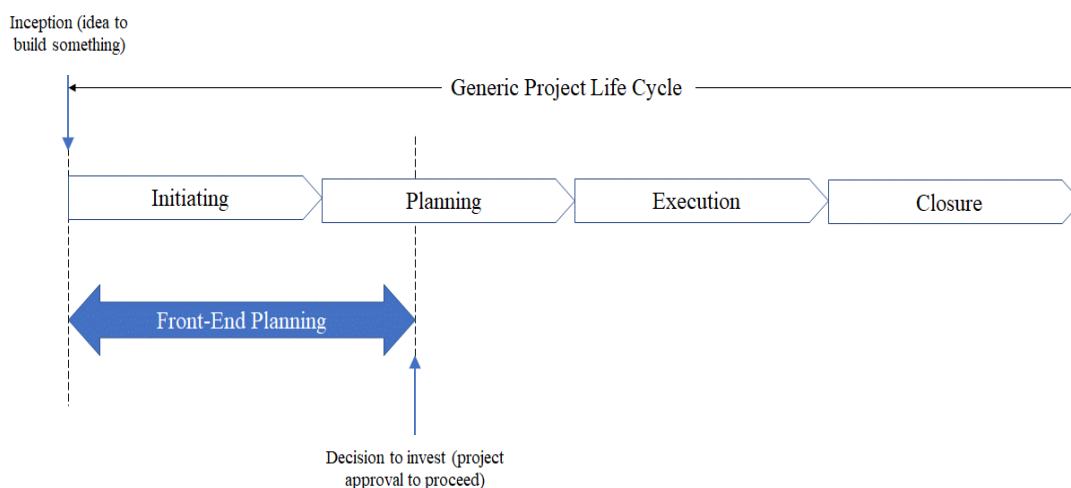 Inception (idea to
build something)
Generic Project Life Cycle
Initiating
Planning
Execution
Closure
Front-End Planning
Decision to invest (project
approval to proceed)